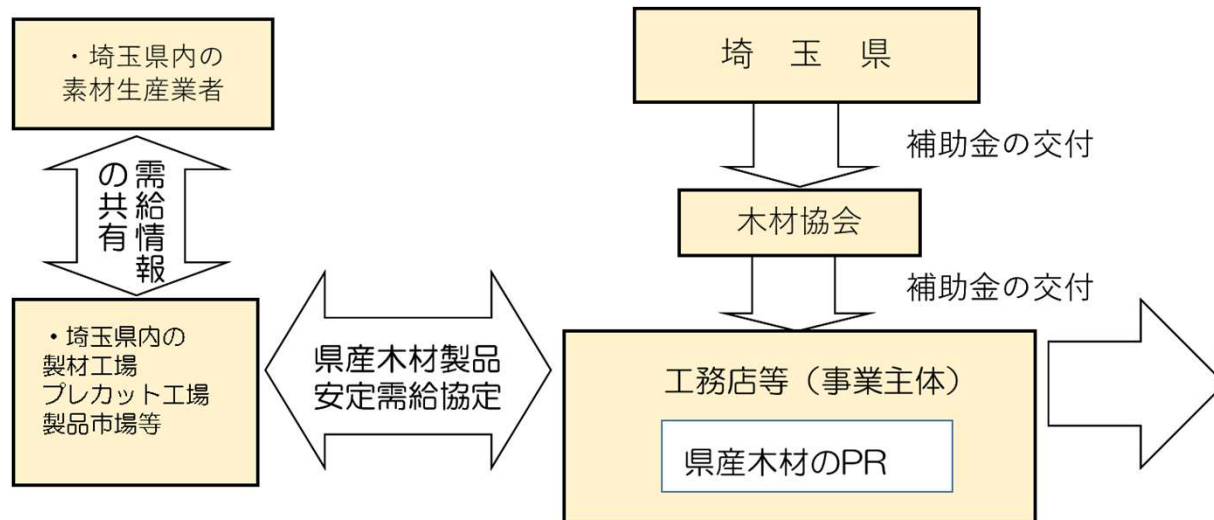 ・埼玉県内の
素材生産業者
需給情報
の共有
・埼玉県内の
製材工場
プレカット工場
製品市場等
県産木材製品
安定需給協定
埼　玉　県
補助金の交付
木材協会
補助金の交付
工務店等（事業主体）
県産木材のPR